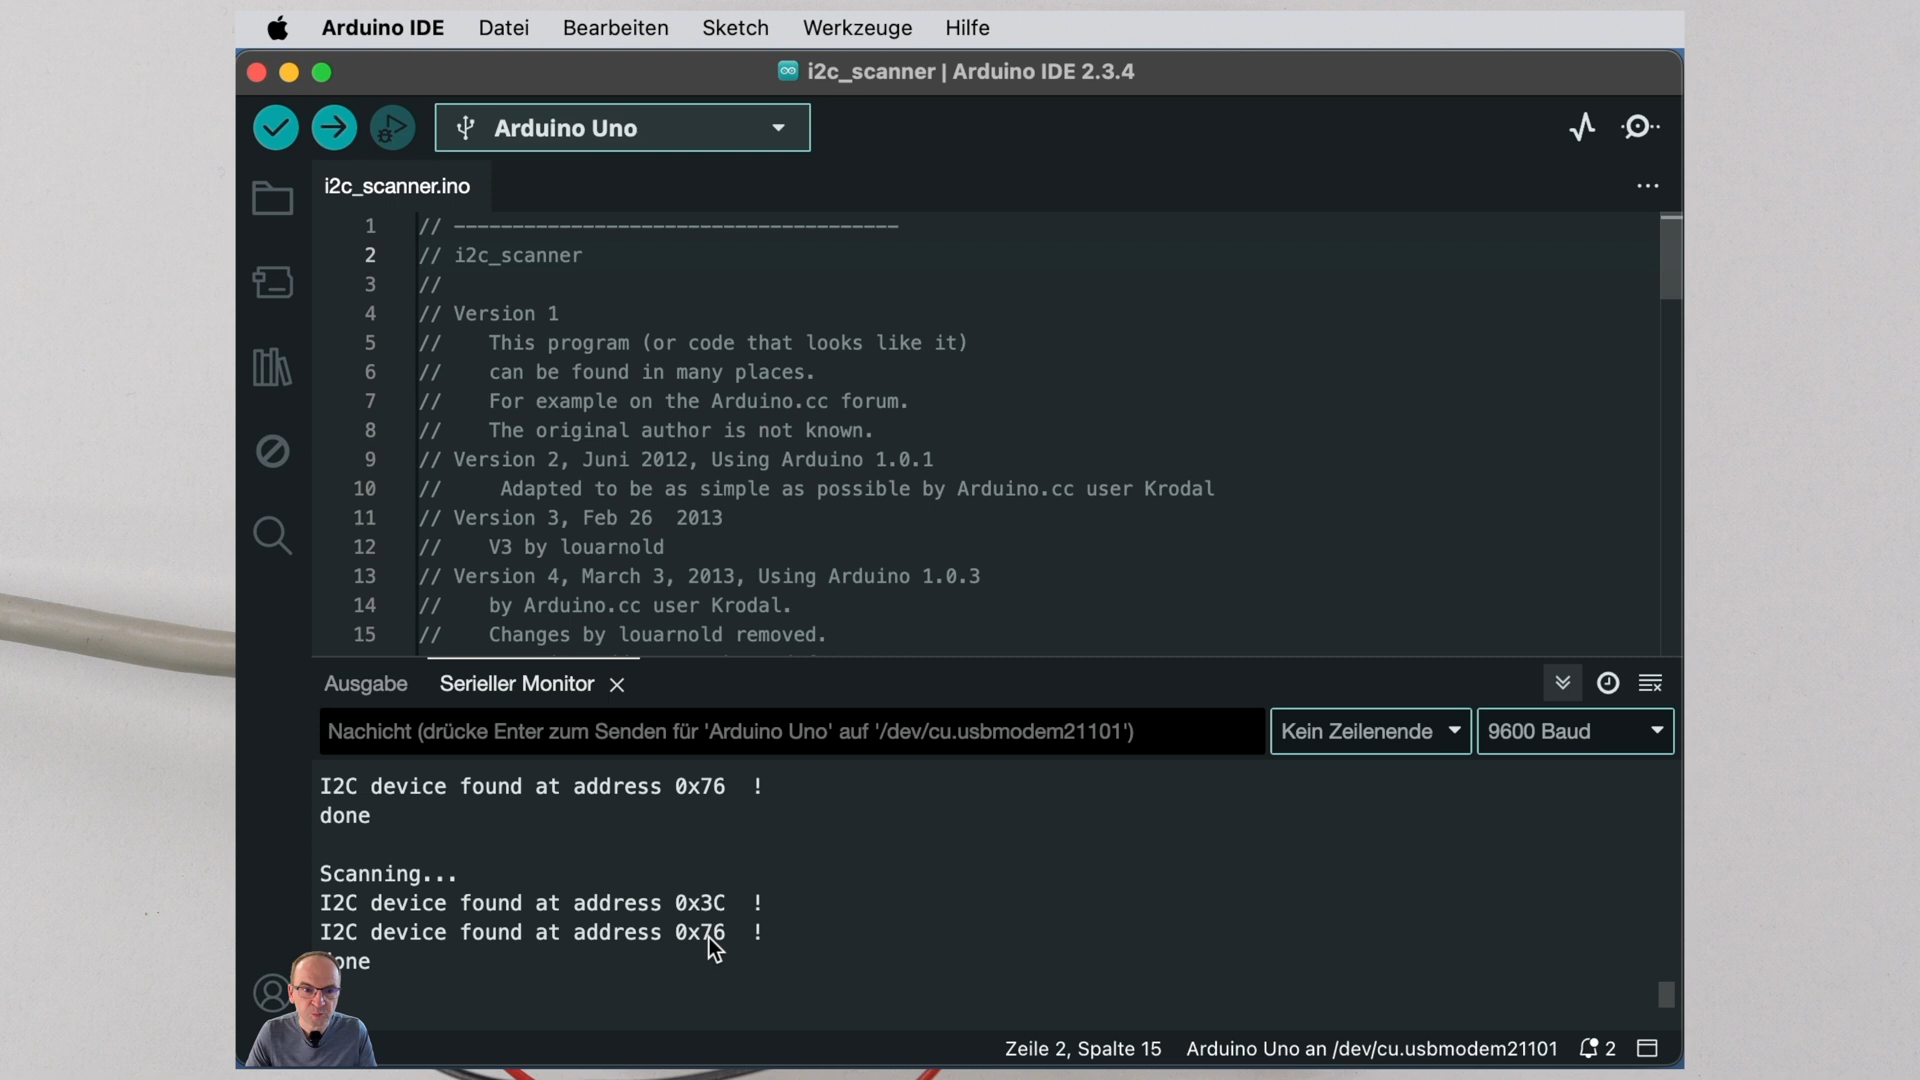 Arduino IDE Datei Bearbeiten Sketch Werkzeuge Hilfe
i2c_scanner | Arduino IDE 2.3.4
Arduino Uno
i2c_scanner.ino
1 // --------------------------------------
2 // i2c_scanner
3 //
4 // Version 1
5 //    This program (or code that looks like it)
6 //    can be found in many places.
7 //    For example on the Arduino.cc forum.
8 //    The original author is not known.
9 // Version 2, Juni 2012, Using Arduino 1.0.1
10 //     Adapted to be as simple as possible by Arduino.cc user Krodal
11 // Version 3, Feb 26  2013
12 //    V3 by louarnold
13 // Version 4, March 3, 2013, Using Arduino 1.0.3
14 //    by Arduino.cc user Krodal.
15 //    Changes by louarnold removed.
Ausgabe Serieller Monitor
Nachricht (drücke Enter zum Senden für 'Arduino Uno' auf '/dev/cu.usbmodem21101') Kein Zeilenende 9600 Baud
I2C device found at address 0x76  !
done
Scanning...
I2C device found at address 0x3C  !
I2C device found at address 0x76  !
one
Zeile 2, Spalte 15 Arduino Uno an /dev/cu.usbmodem21101 2